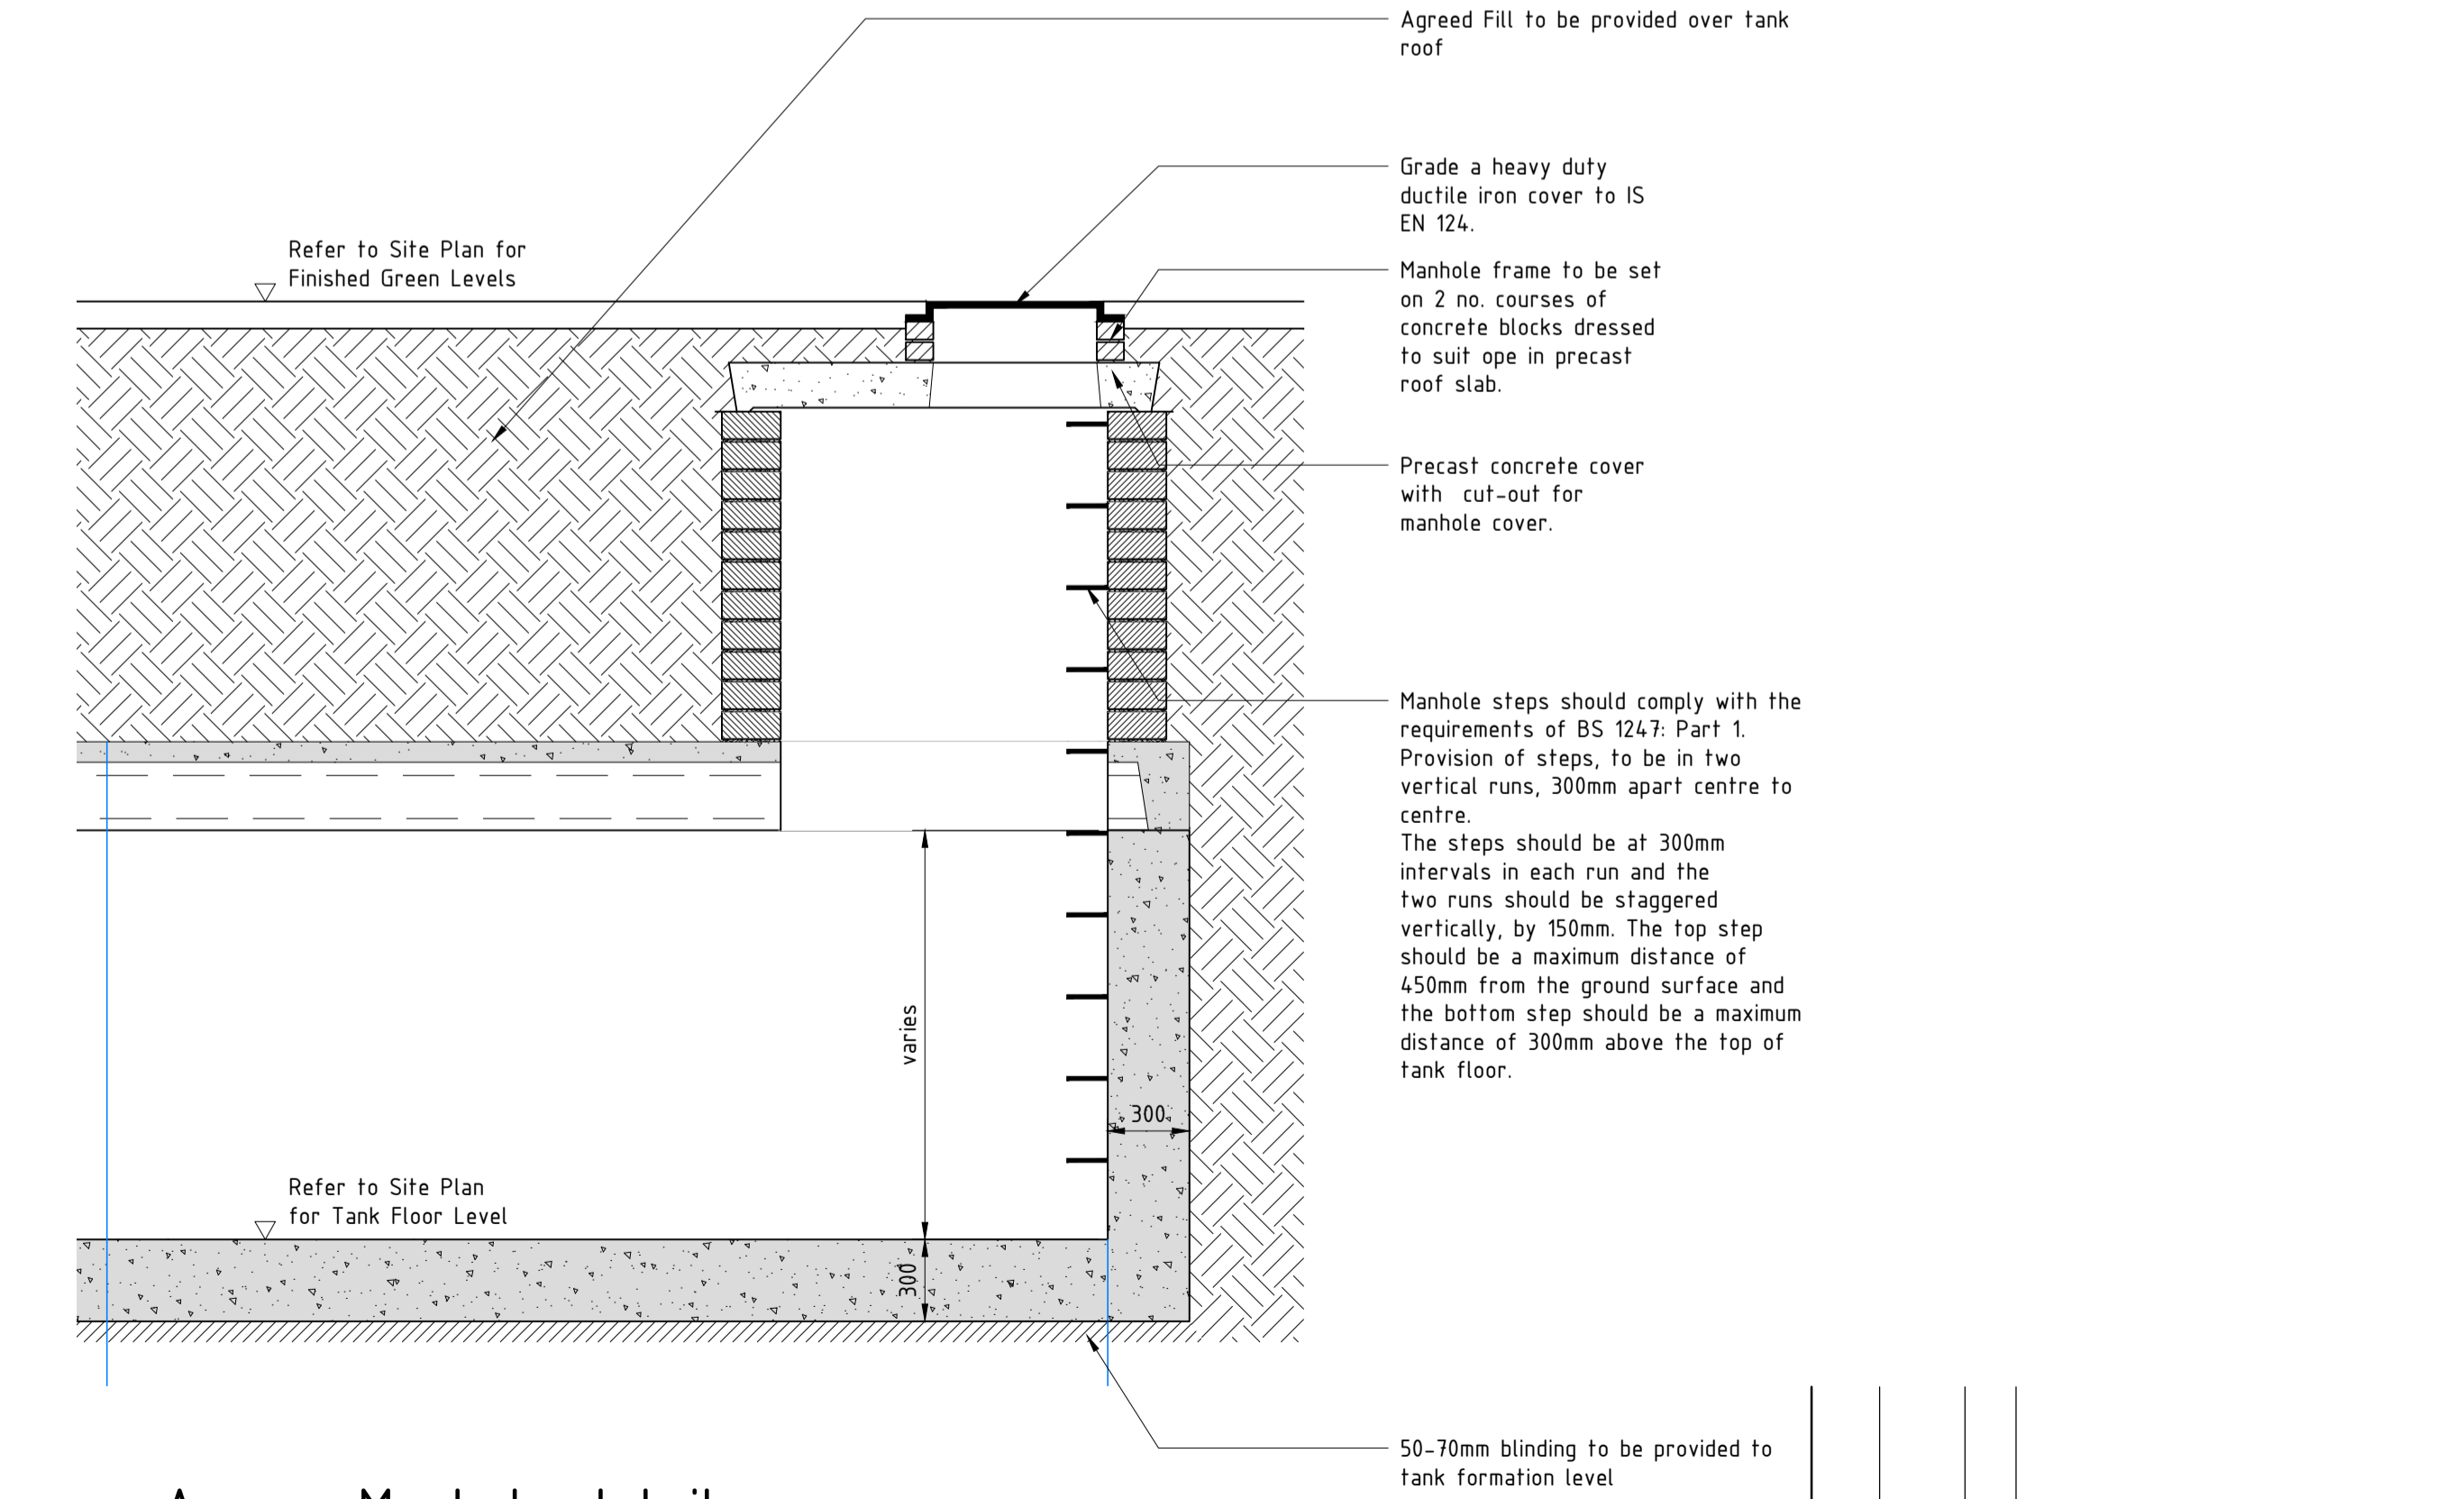 Agreed Fill to be provided over tank
roof
Grade a heavy duty
ductile iron cover to IS
EN 124.
Refer to Site Plan for
Finished Green Levels
Manhole frame to be set
on 2 no. courses of
concrete blocks dressed
to suit ope in precast
roof slab.
Precast concrete cover
with cut-out for
manhole cover.
Manhole steps should comply with the
requirements of BS 1247: Part 1.
Provision of steps, to be in two
vertical runs, 300mm apart centre to
centre.
The steps should be at 300mm
intervals in each run and the
two runs should be staggered
vertically, by 150mm. The top step
should be a maximum distance of
450mm from the ground surface and
the bottom step should be a maximum
distance of 300mm above the top of
tank floor.
varies
300
Refer to Site Plan
for Tank Floor Level
300
50-70mm blinding to be provided to
tank formation level